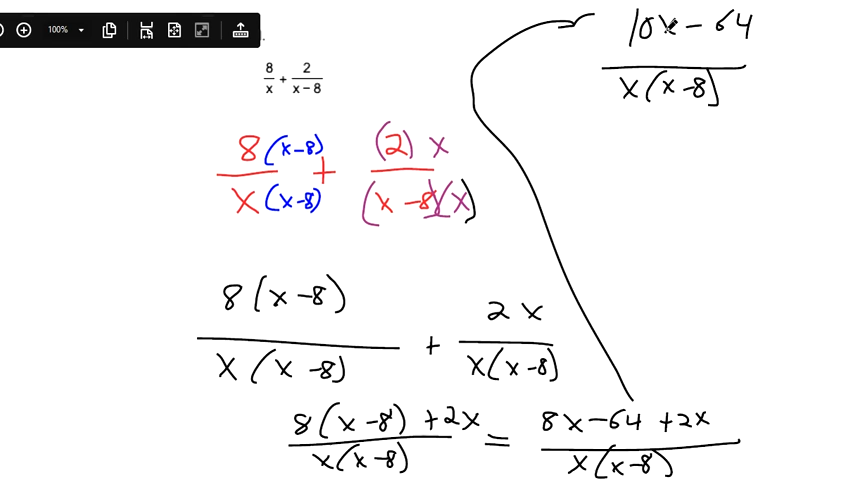 100%
8/x + 2/(x−8)
8(x−8)/x(x−8) + (2)x/(x−8)(x)
8(x−8)/x(x−8) + 2x/x(x−8)
8(x−8)+2x/x(x−8) = 8x−64+2x/x(x−8)
10x−64/x(x−8)